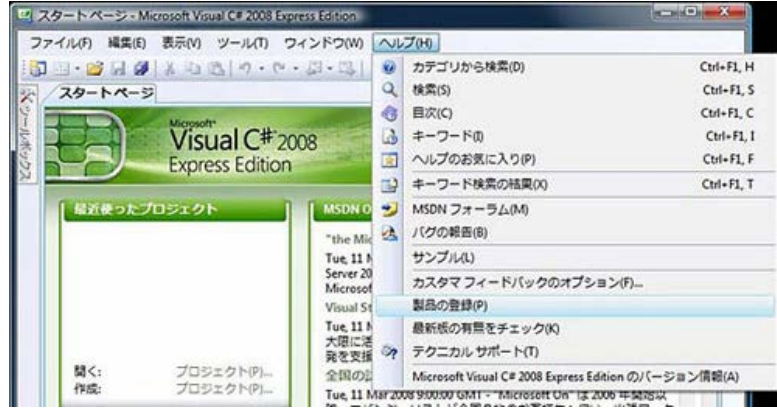 スタート ページ - Microsoft Visual C# 2008 Express Edition
ファイル(F) 編集(E) 表示(V) ツール(T) ウィンドウ(W) ヘルプ(H)
カテゴリから検索(D) Ctrl+F1, H
検索(S) Ctrl+F1, S
目次(C) Ctrl+F1, C
キーワード(I) Ctrl+F1, I
ヘルプのお気に入り(P) Ctrl+F1, F
キーワード検索の結果(X) Ctrl+F1, T
MSDN フォーラム(M)
バグの報告(B)
サンプル(L)
カスタマ フィードバックのオプション(F)...
製品の登録(P)
最新版の有無をチェック(K)
テクニカル サポート(T)
Microsoft Visual C# 2008 Express Edition のバージョン情報(A)
ツールボックス
スタート ページ
Microsoft®
Visual C#® 2008
Express Edition
最近使ったプロジェクト
開く: プロジェクト(P)...
作成: プロジェクト(P)...
MSDN O
"the Mic
Tue, 11 M
Server 20
Microsof
Visual St
Tue, 11 M
大限に活
発を支援
全国の
Tue, 11 Mar 2008 9:00:00 GMT - "Microsoft On" は 2006 年開始以